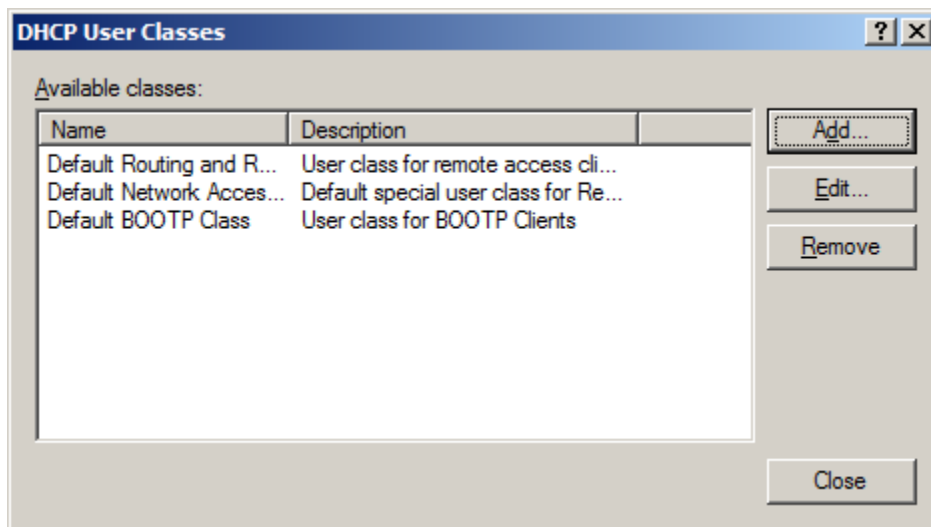 DHCP User Classes
Available classes:
Name Description
Default Routing and R... User class for remote access cli...
Default Network Acces... Default special user class for Re...
Default BOOTP Class User class for BOOTP Clients
Add...
Edit...
Remove
Close